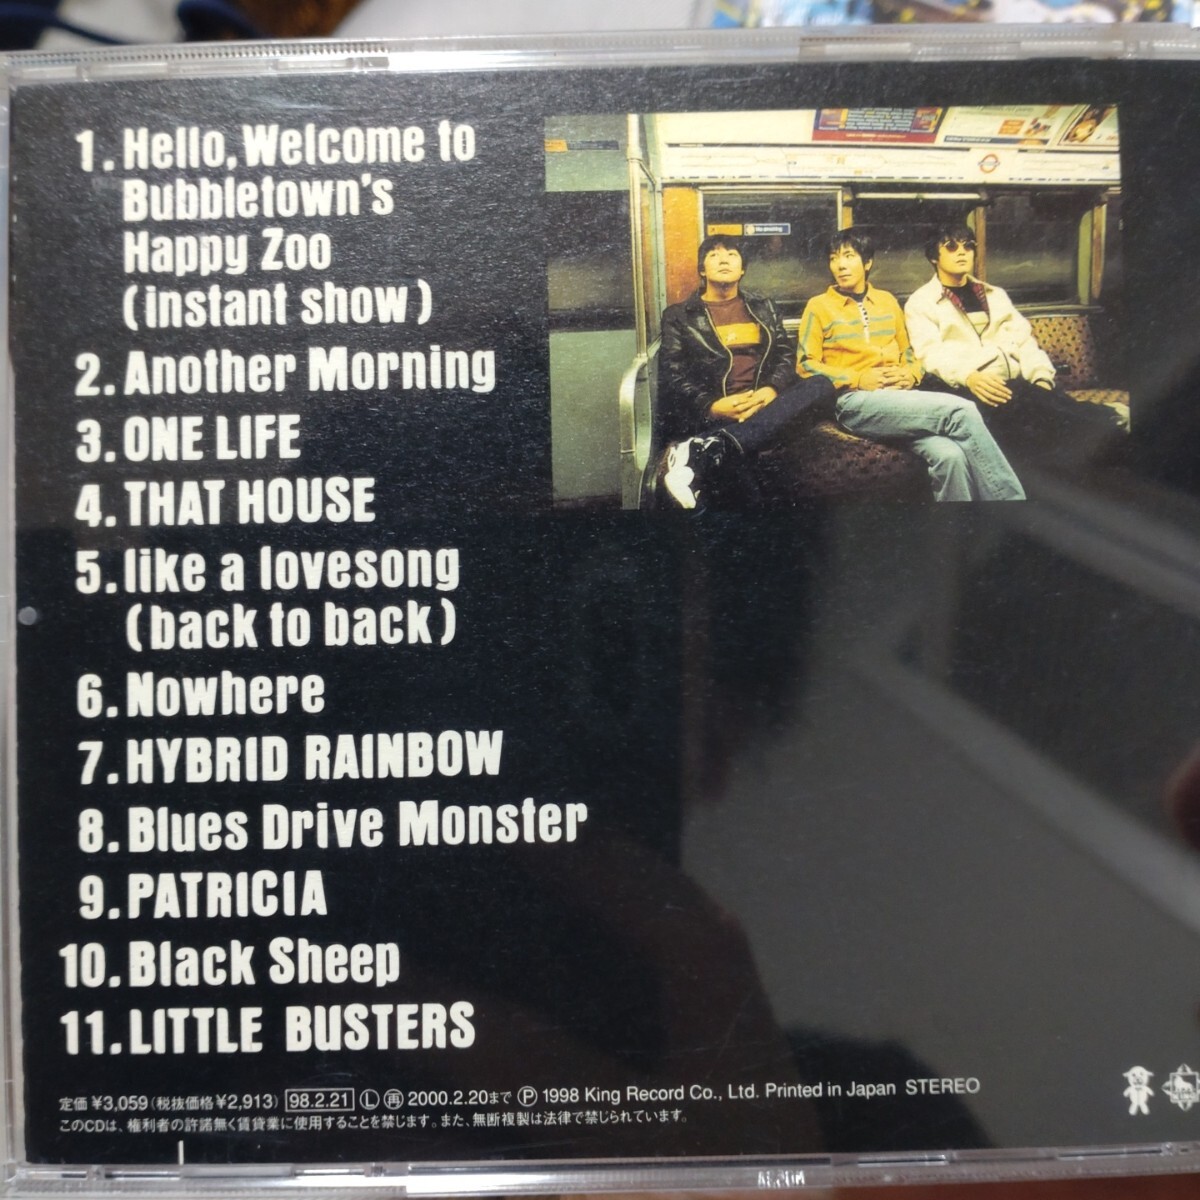 1. Hello, Welcome to
Bubbletown's
Happy Zoo
(instant show)
2. Another Morning
3. ONE LIFE
4. THAT HOUSE
5. like a lovesong
(back to back)
6. Nowhere
7. HYBRID RAINBOW
8. Blues Drive Monster
9. PATRICIA
10. Black Sheep
11. LITTLE BUSTERS
定価¥3,059(税抜価格¥2,913) 98.2.21 Ⓛ ㊢ 2000.2.20まで Ⓟ 1998 King Record Co., Ltd. Printed in Japan STEREO
このCDは、権利者の許諾無く賃貸業に使用することを禁じます。また、無断複製は法律で禁じられています。